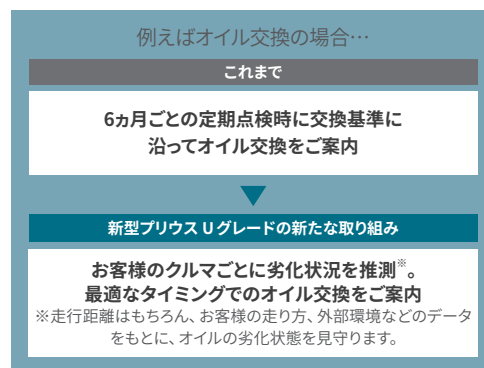 例えばオイル交換の場合…
これまで
6ヵ月ごとの定期点検時に交換基準に
沿ってオイル交換をご案内
新型プリウス U グレードの新たな取り組み
お客様のクルマごとに劣化状況を推測※。
最適なタイミングでのオイル交換をご案内
※走行距離はもちろん、お客様の走り方、外部環境などのデータ
をもとに、オイルの劣化状態を見守ります。